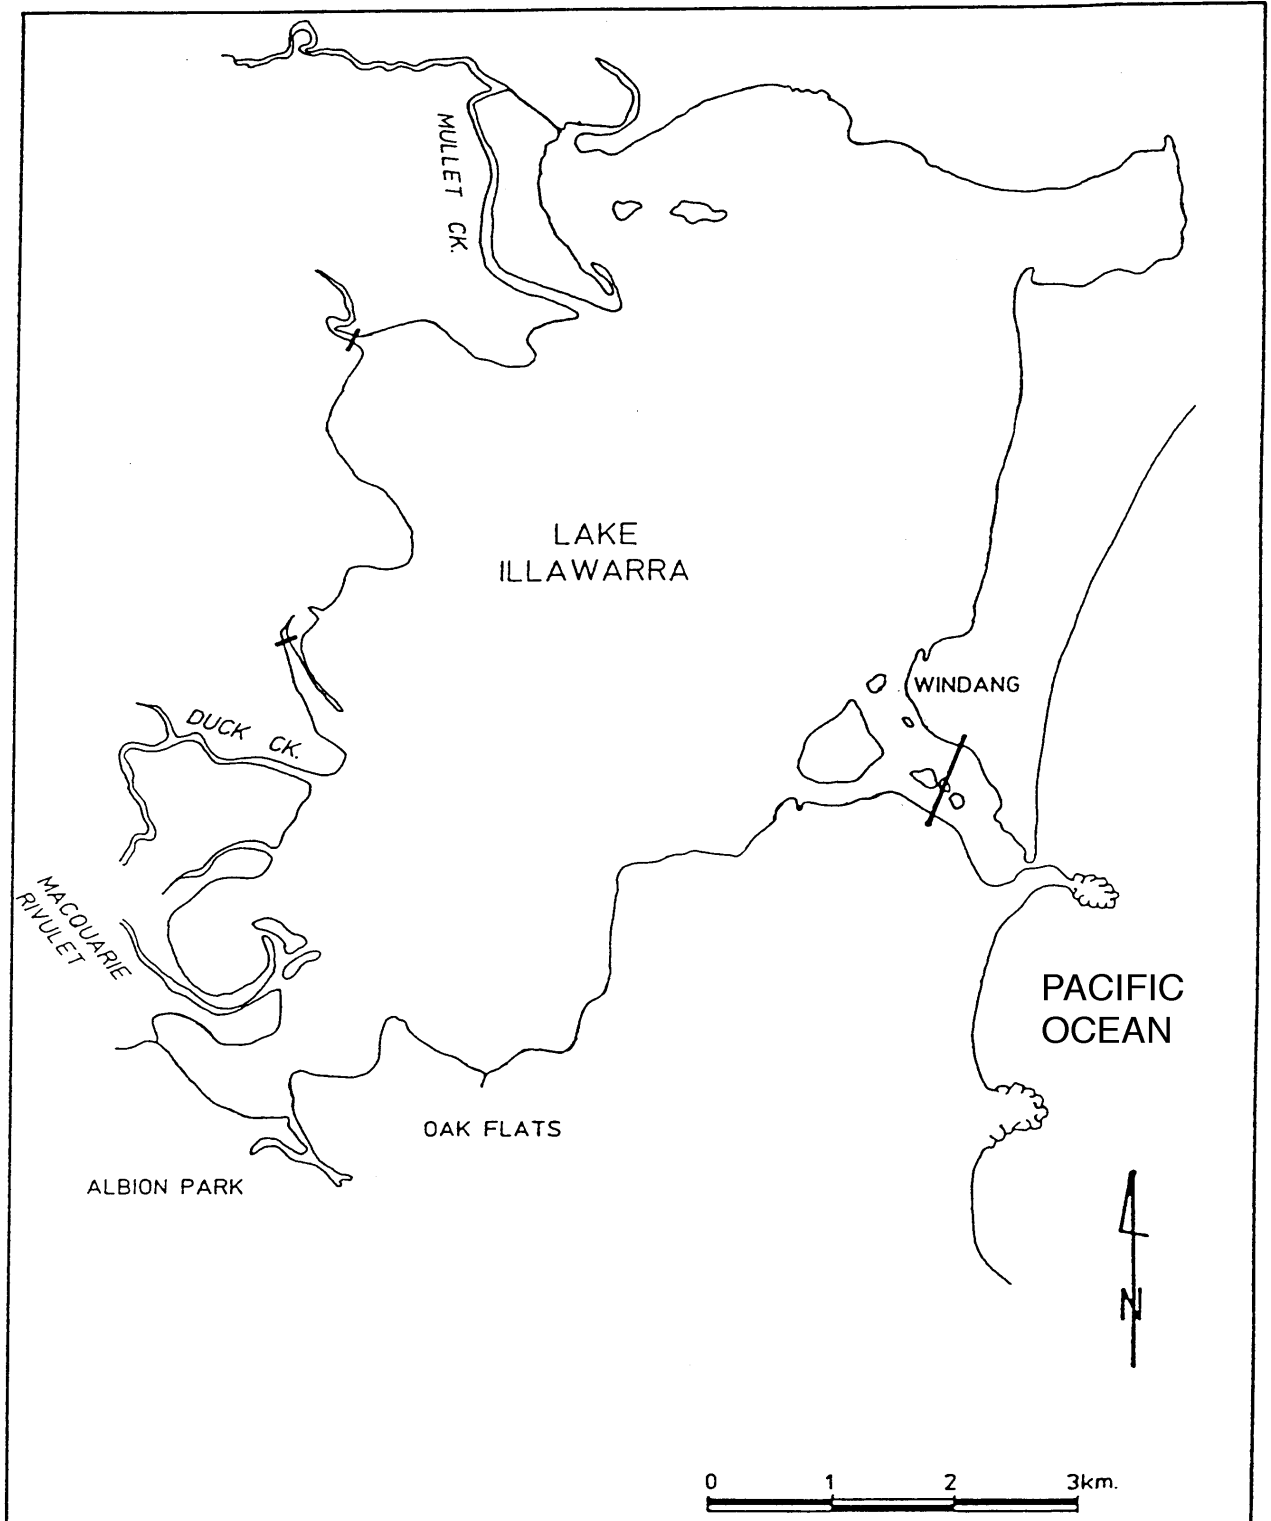 MULLET CK.
LAKE
ILLAWARRA
WINDANG
DUCK CK.
MACQUARIE
RIVULET
PACIFIC
OCEAN
OAK FLATS
ALBION PARK
N
0 1 2 3km.